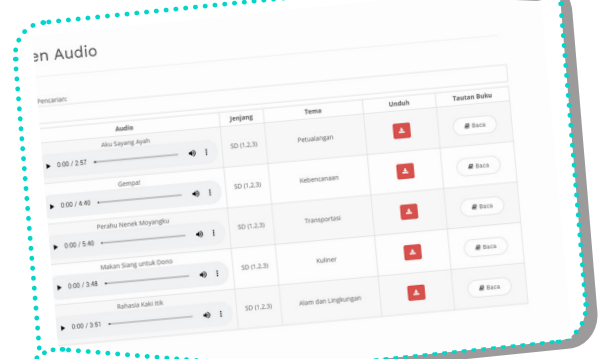 en Audio
Pencarian:
Audio Jenjang Tema Unduh Tautan Buku
Aku Sayang Ayah
0:00 / 2:57 SD (1,2,3) Petualangan Baca
Gempa!
0:00 / 4:40 SD (1,2,3) Kebencanaan Baca
Perahu Nenek Moyangku
0:00 / 5:40 SD (1,2,3) Transportasi Baca
Makan Siang untuk Dono
0:00 / 3:48 SD (1,2,3) Kuliner Baca
Rahasia Kaki Itik
0:00 / 3:51 SD (1,2,3) Alam dan Lingkungan Baca